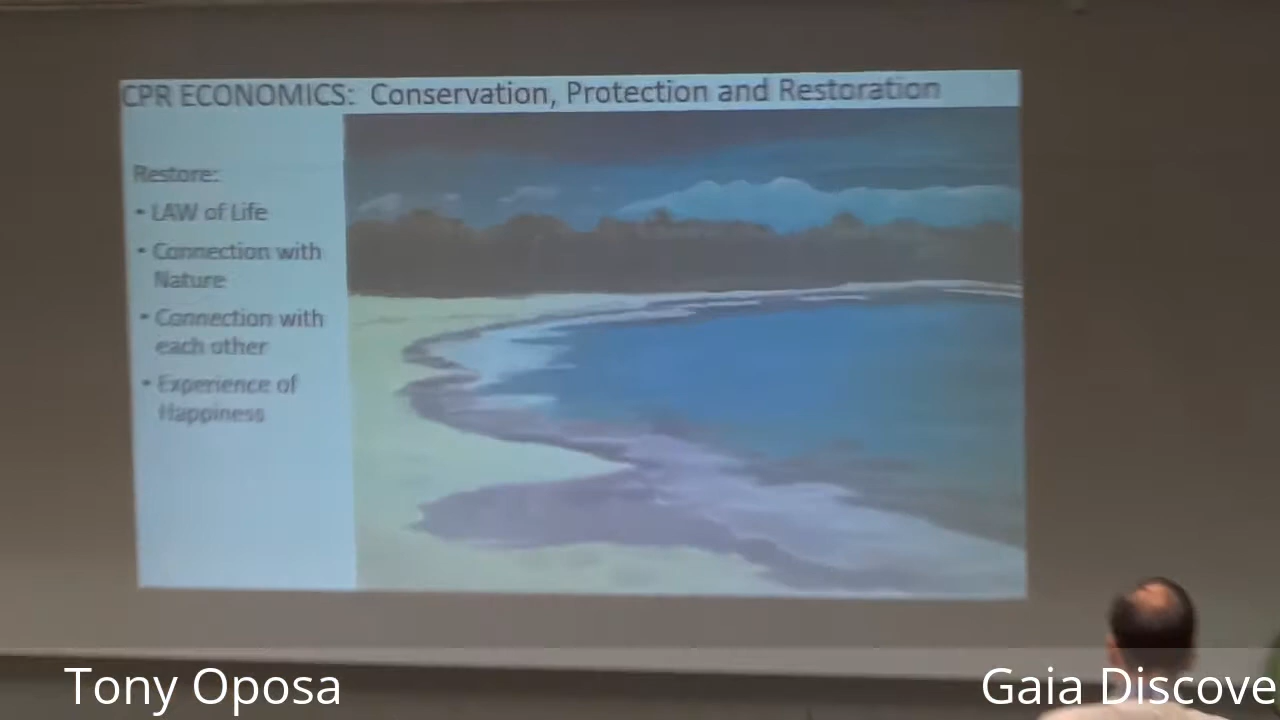 CPR ECONOMICS: Conservation, Protection and Restoration
Restore:
• LAW of Life
• Connection with
Nature
• Connection with
each other
• Experience of
Happiness
Tony Oposa
Gaia Discove